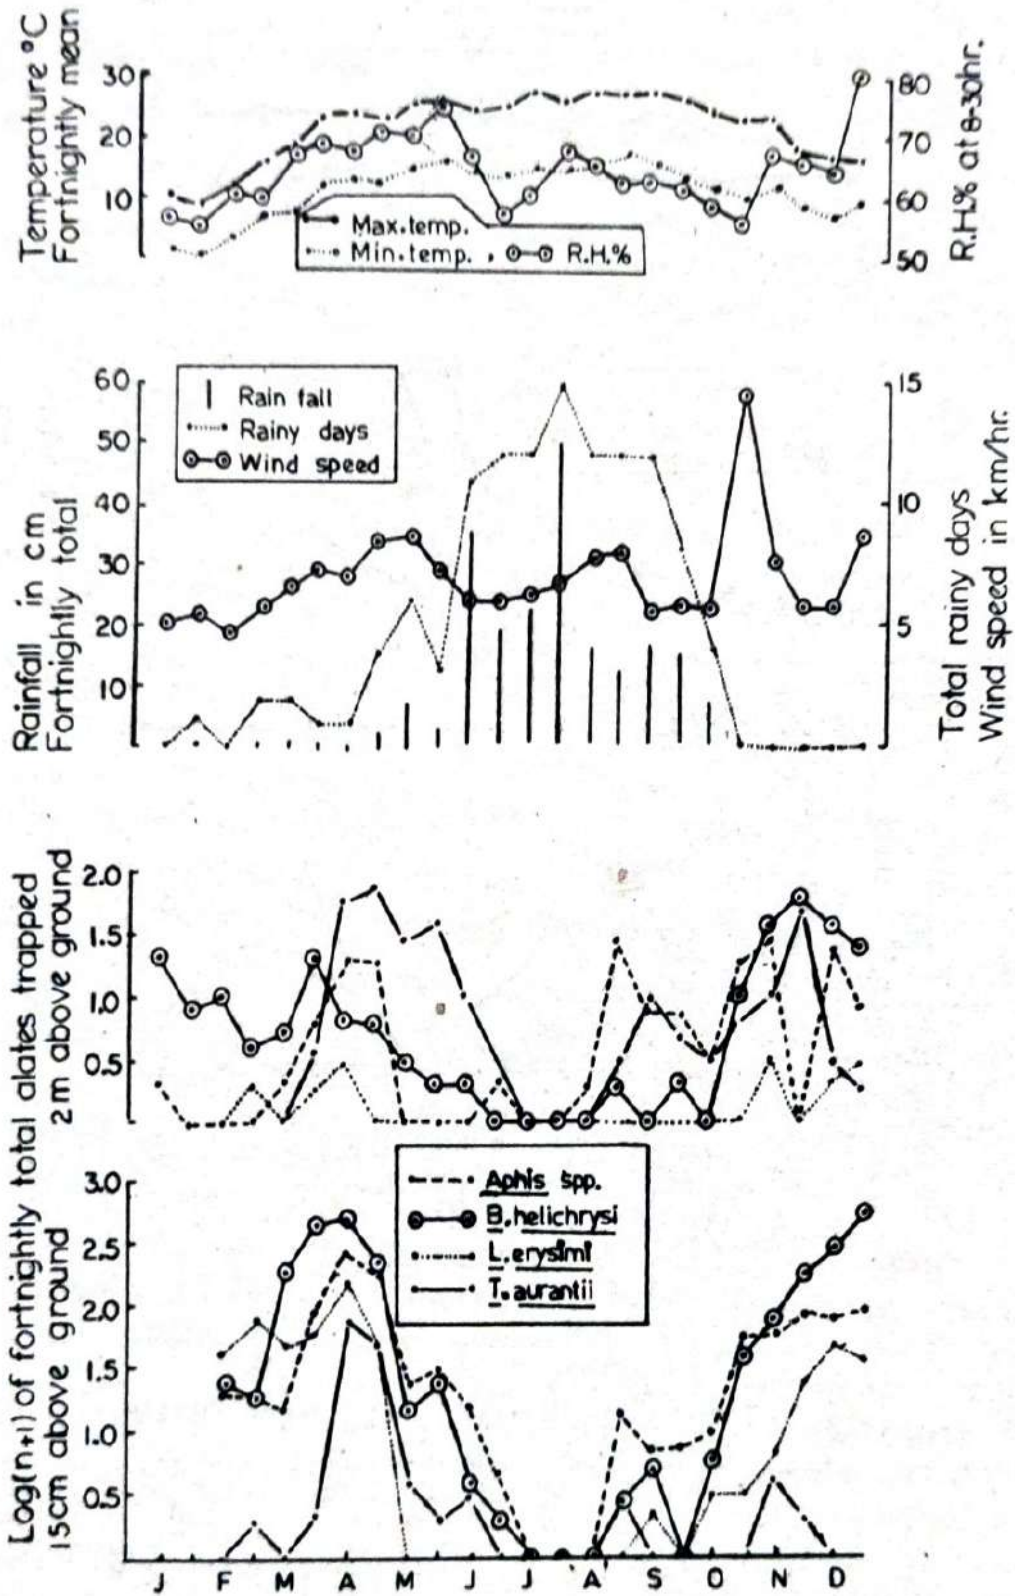 Temperature °C
Fortnightly mean
30
20
10
80
70
60
50
R.H.% at 8-30hr.
Max.temp.
Min.temp. , R.H.%
Rainfall in cm
Fortnightly total
60
50
40
30
20
10
Rain fall
Rainy days
Wind speed
15
10
5
Total rainy days
Wind speed in km/hr.
Log(n+1) of fortnightly total alates trapped
2m above ground
2.0
1.5
1.0
0.5
15cm above ground
3.0
2.5
2.0
1.5
1.0
0.5
Aphis spp.
B.helichrysi
L.erysimi
T.aurantii
J F M A M J J A S O N D